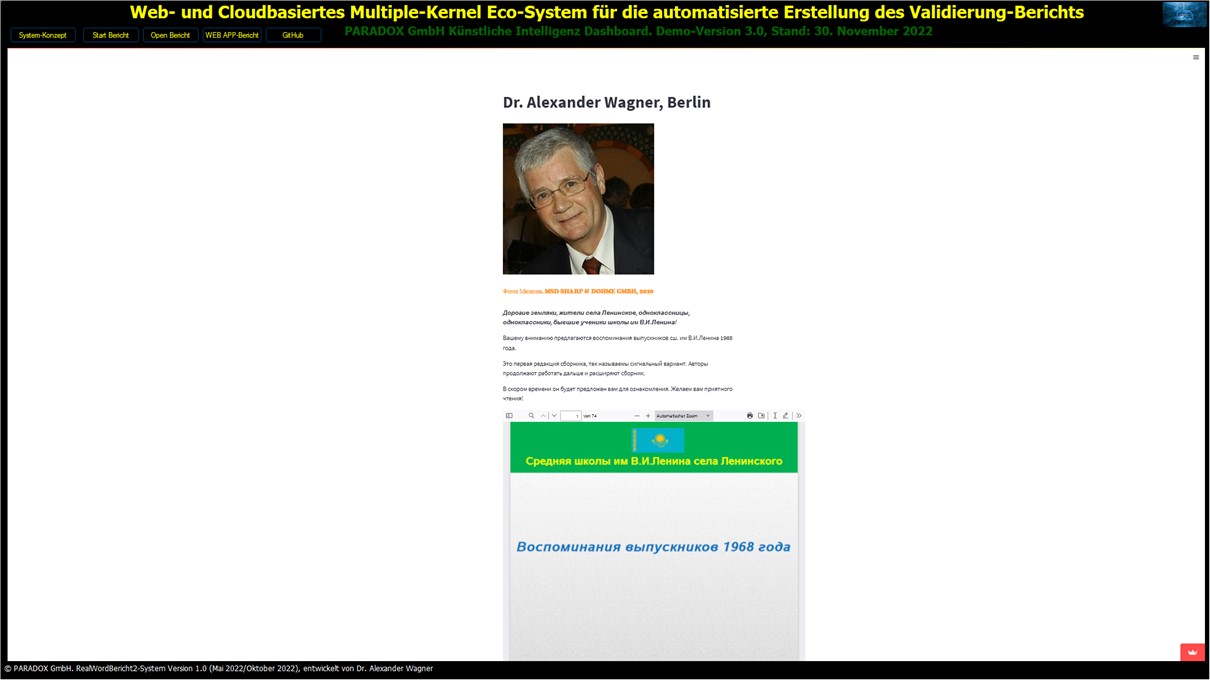 Web- und Cloudbasiertes Multiple-Kernel Eco-System für die automatisierte Erstellung des Validierung-Berichts
System-Konzept Start Bericht Open Bericht WEB APP-Bericht GitHub
PARADOX GmbH Künstliche Intelligenz Dashboard. Demo-Version 3.0, Stand: 30. November 2022
Dr. Alexander Wagner, Berlin
MSD SHARP & DOHME GMBH, 2010
Дорогие земляки, жители села Ленинское, одноклассницы,
одноклассники, бывшие ученики школы им В.И.Ленина!
Вашему вниманию предлагаются воспоминания выпускников сш. им В.И.Ленина 1968
года.
Это первая редакция сборника, так называемы сигнальный вариант. Авторы
продолжают работать дальше и расширяют сборник.
В скором времени он будет предложен вам для ознакомления. Желаем вам приятного
чтения!
1 von 74 Automatischer Zoom
Средняя школы им В.И.Ленина села Ленинского
Воспоминания выпускников 1968 года
© PARADOX GmbH. RealWordBericht2-System Version 1.0 (Mai 2022/Oktober 2022), entwickelt von Dr. Alexander Wagner